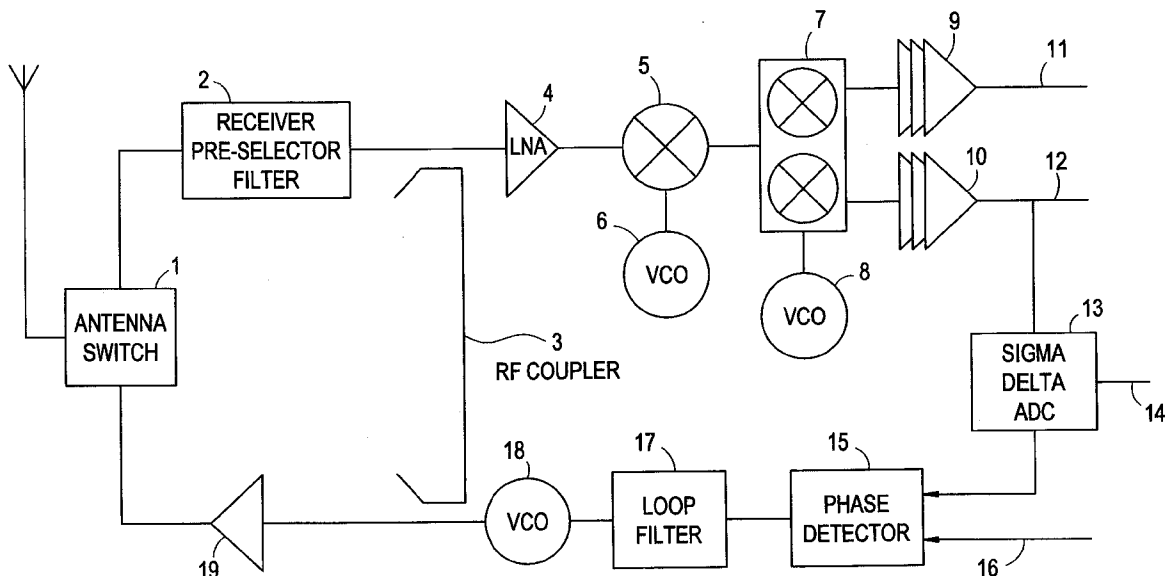 7
9
11
2
5
4
RECEIVER
PRE-SELECTOR
FILTER
LNA
10
12
6
VCO
8
VCO
1
ANTENNA
SWITCH
3
RF COUPLER
13
SIGMA
DELTA
ADC
14
18
17
15
VCO
LOOP
FILTER
PHASE
DETECTOR
19
16